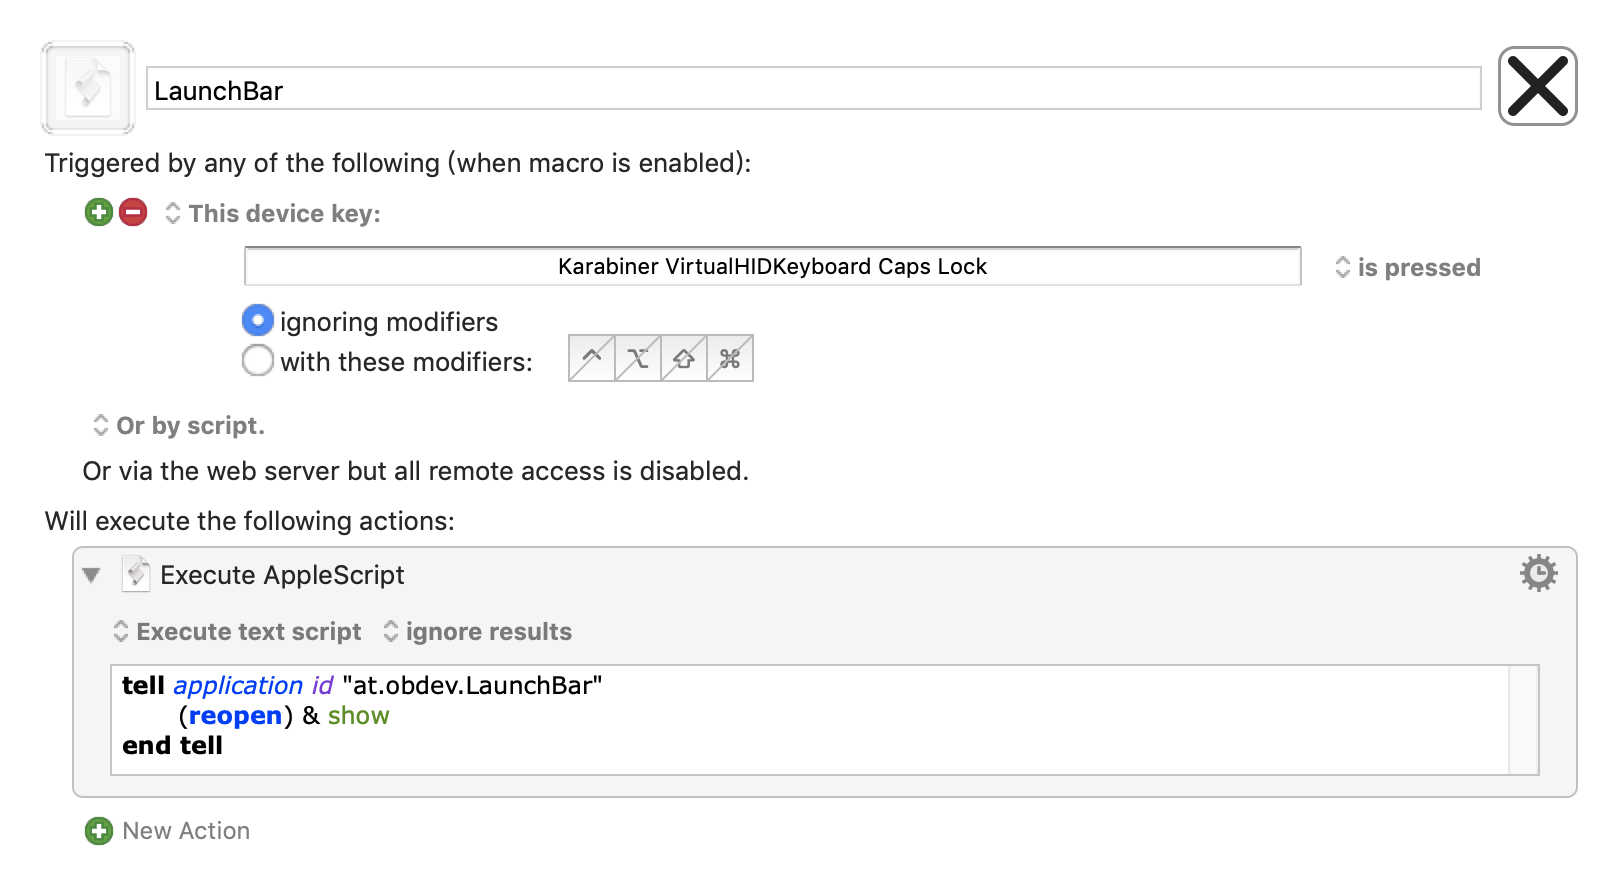 LaunchBar
Triggered by any of the following (when macro is enabled):
This device key:
Karabiner VirtualHIDKeyboard Caps Lock
is pressed
ignoring modifiers
with these modifiers: ⌃ ⌥ ⇧ ⌘
Or by script.
Or via the web server but all remote access is disabled.
Will execute the following actions:
Execute AppleScript
Execute text script ignore results
tell application id "at.obdev.LaunchBar"
(reopen) & show
end tell
New Action